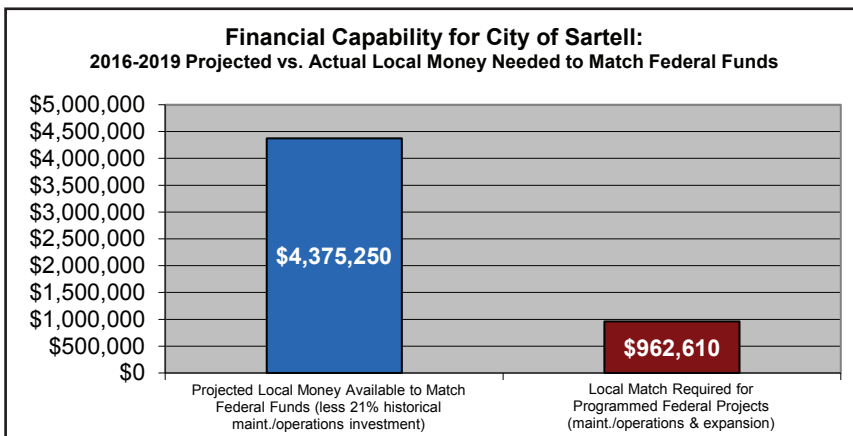 Financial Capability for City of Sartell:
2016-2019 Projected vs. Actual Local Money Needed to Match Federal Funds
$5,000,000
$4,500,000
$4,000,000
$3,500,000
$3,000,000
$2,500,000
$2,000,000
$1,500,000
$1,000,000
$500,000
$0
$4,375,250
$962,610
Projected Local Money Available to Match
Federal Funds (less 21% historical
maint./operations investment)
Local Match Required for
Programmed Federal Projects
(maint./operations & expansion)